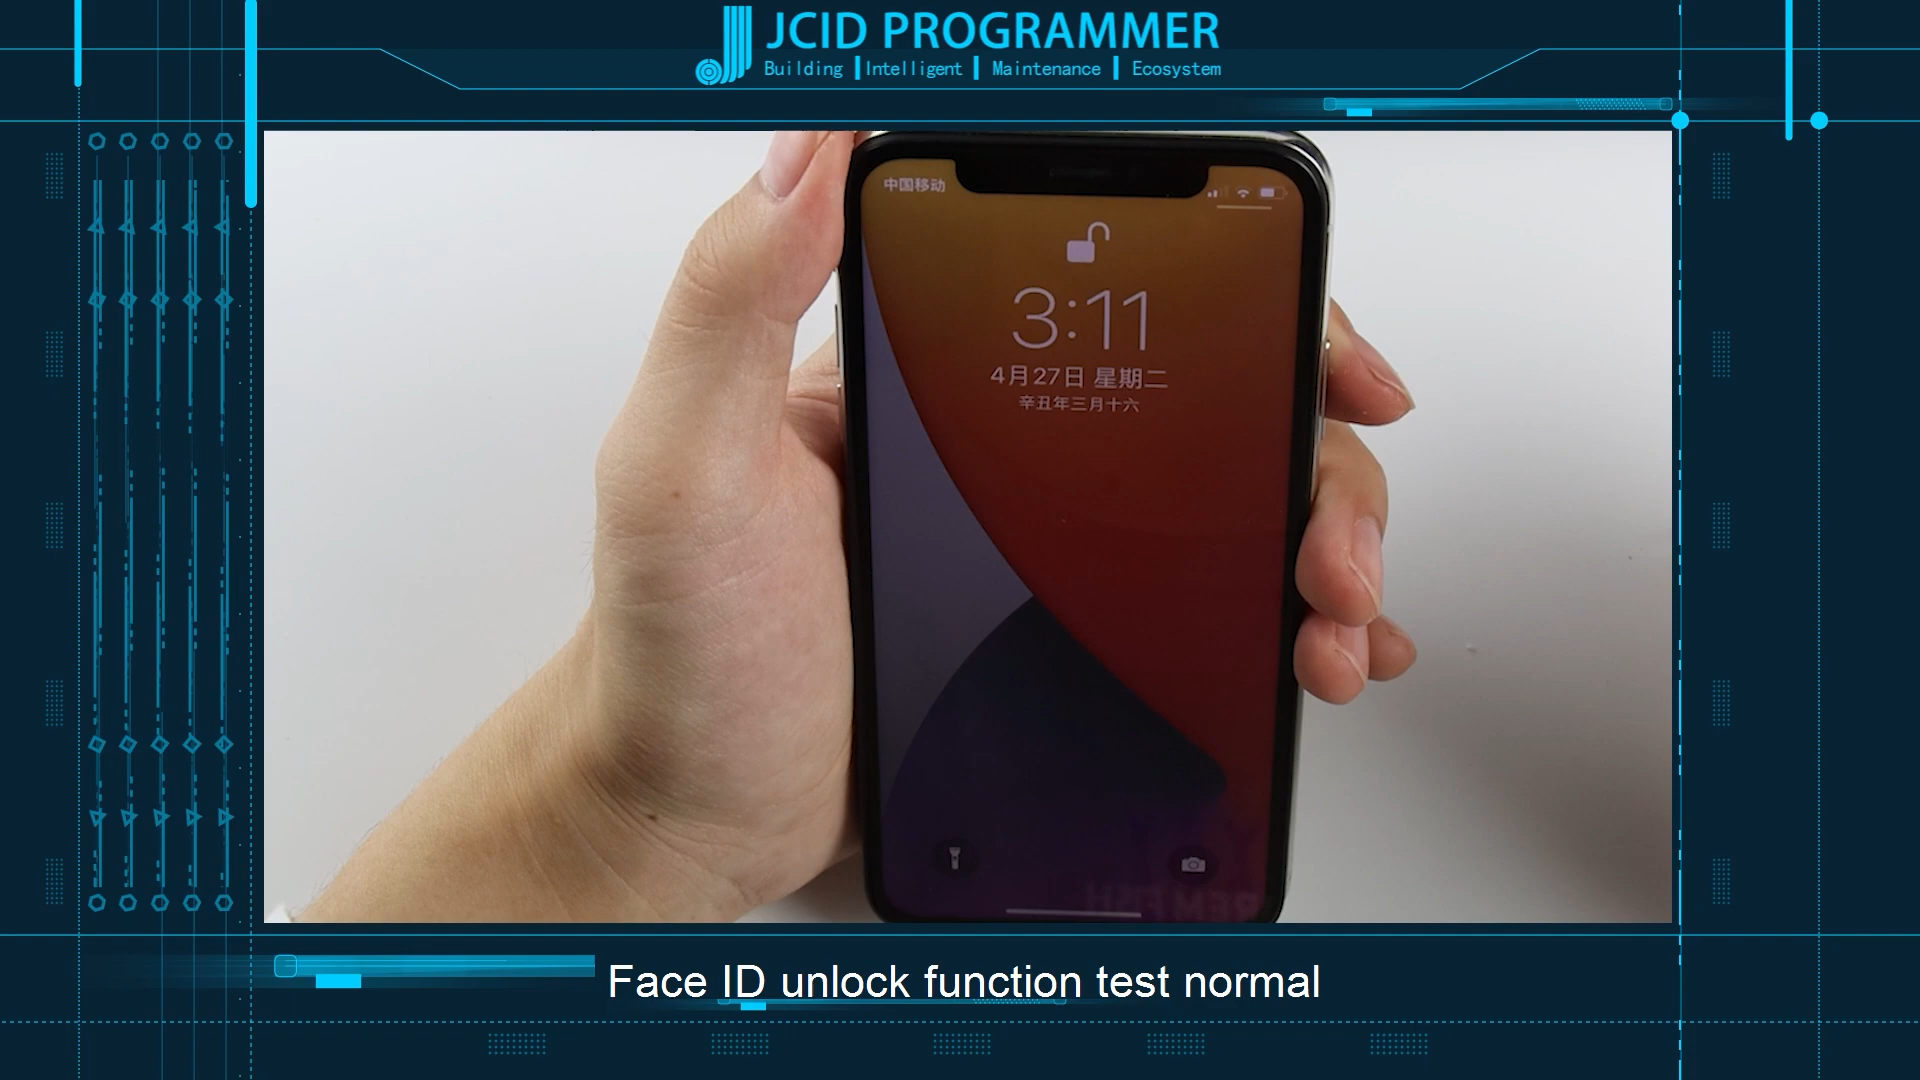 JCID PROGRAMMER
Building Intelligent Maintenance Ecosystem
中国移动
3:11
4月27日 星期二
辛丑年三月十六
Face ID unlock function test normal